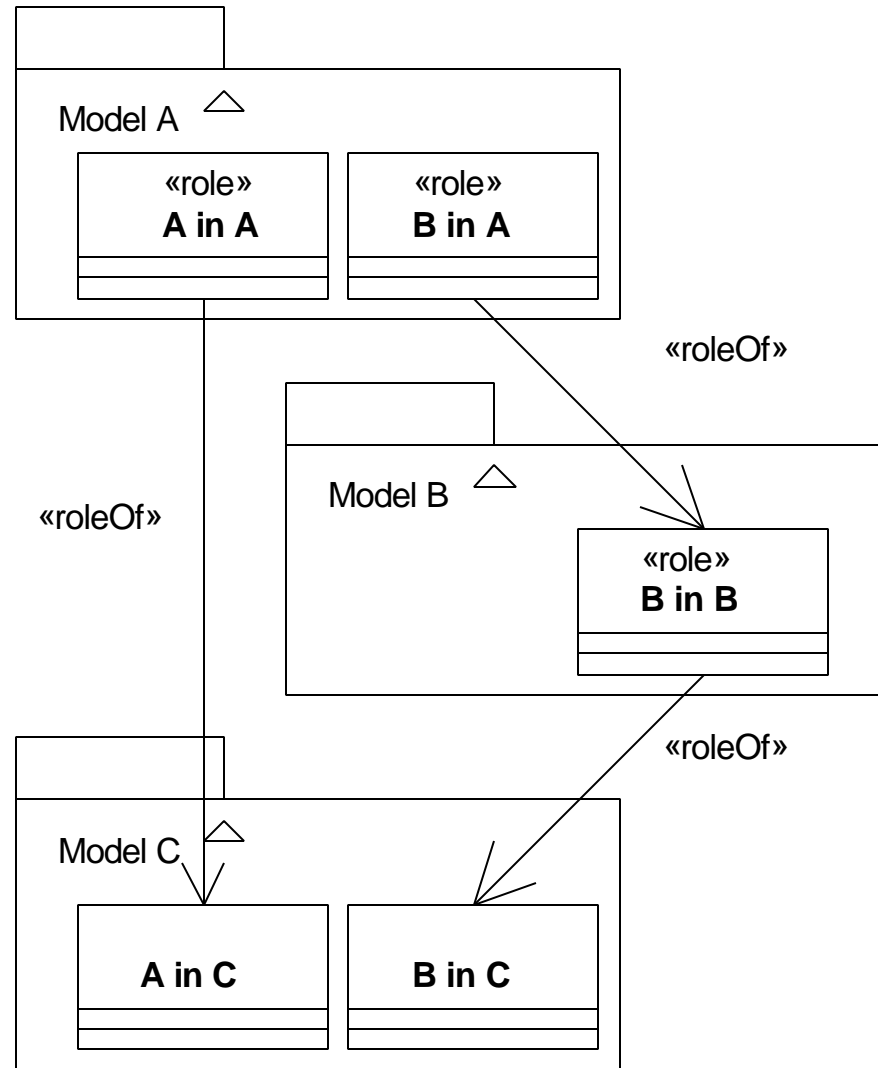 Model A
«role»
A in A
«role»
B in A
«roleOf»
«roleOf»
Model B
«role»
B in B
«roleOf»
Model C
A in C
B in C